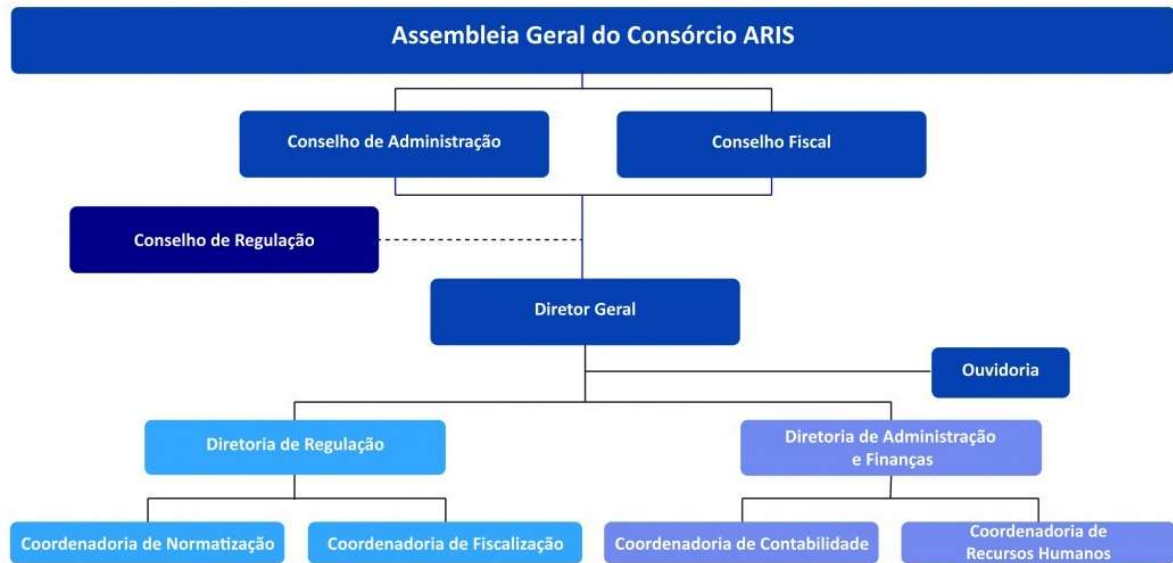 Assembleia Geral do Consórcio ARIS
Conselho de Administração
Conselho Fiscal
Conselho de Regulação
Diretor Geral
Ouvidoria
Diretoria de Regulação
Diretoria de Administração
e Finanças
Coordenadoria de Normatização
Coordenadoria de Fiscalização
Coordenadoria de Contabilidade
Coordenadoria de
Recursos Humanos